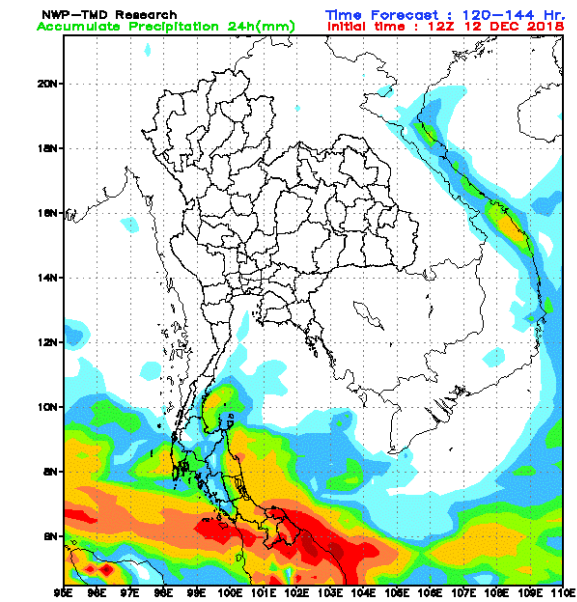 NWP-TMD Research
Time Forecast : 120-144 Hr.
Accumulate Precipitation 24h(mm)
Initial time : 12Z 12 DEC 2018
20N
18N
16N
14N
12N
10N
8N
6N
95E 96E 97E 98E 99E 100E 101E 102E 103E 104E 105E 106E 107E 108E 109E 110E